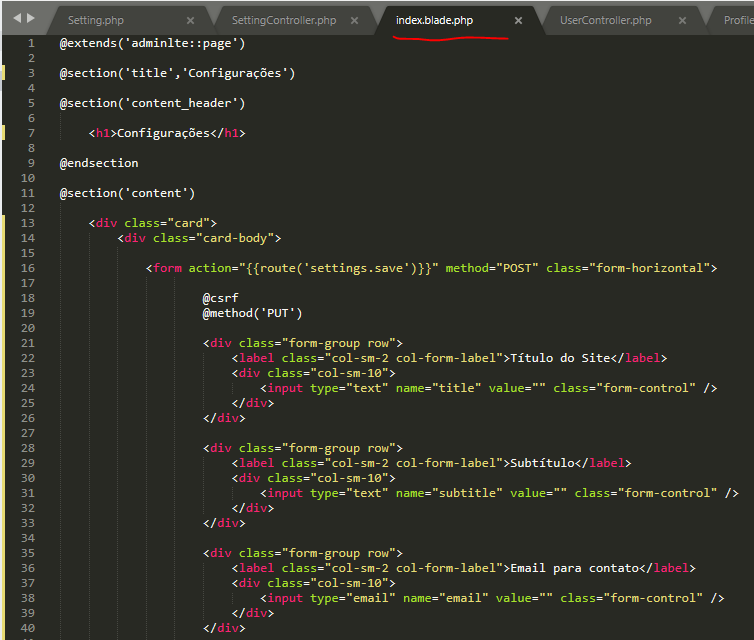 Setting.php × SettingController.php × index.blade.php × UserController.php × Profile
1 @extends('adminlte::page')
2
3 @section('title','Configurações')
4
5 @section('content_header')
6
7 <h1>Configurações</h1>
8
9 @endsection
10
11 @section('content')
12
13 <div class="card">
14 <div class="card-body">
15
16 <form action="{{route('settings.save')}}" method="POST" class="form-horizontal">
17
18 @csrf
19 @method('PUT')
20
21 <div class="form-group row">
22 <label class="col-sm-2 col-form-label">Título do Site</label>
23 <div class="col-sm-10">
24 <input type="text" name="title" value="" class="form-control" />
25 </div>
26 </div>
27
28 <div class="form-group row">
29 <label class="col-sm-2 col-form-label">Subtítulo</label>
30 <div class="col-sm-10">
31 <input type="text" name="subtitle" value="" class="form-control" />
32 </div>
33 </div>
34
35 <div class="form-group row">
36 <label class="col-sm-2 col-form-label">Email para contato</label>
37 <div class="col-sm-10">
38 <input type="email" name="email" value="" class="form-control" />
39 </div>
40 </div>